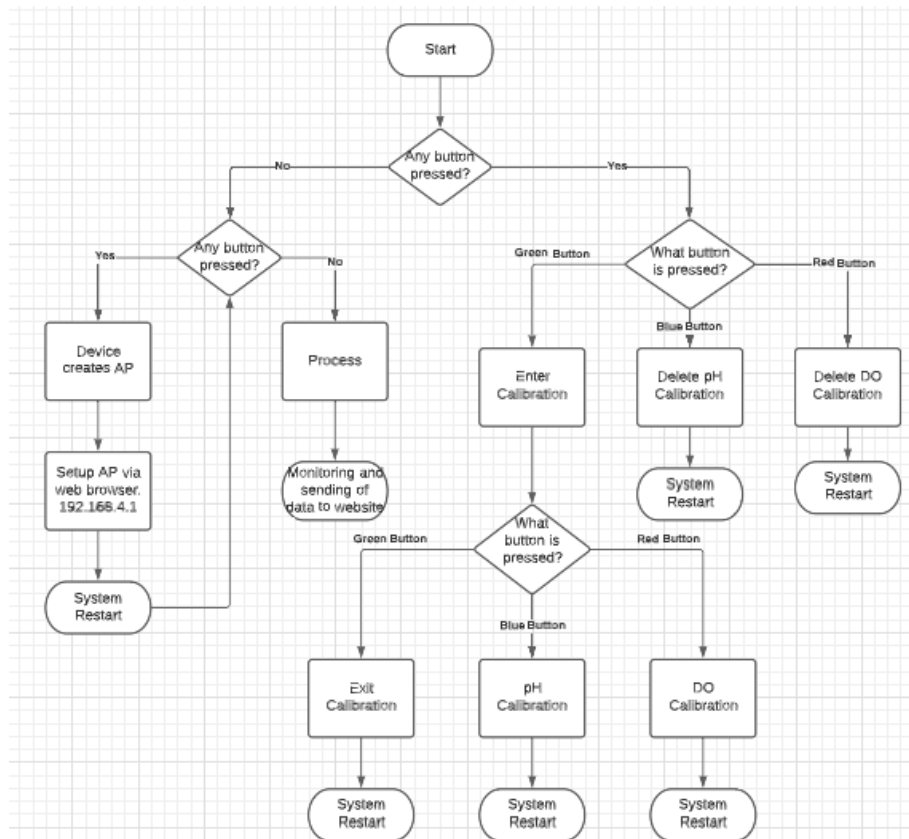 Start
Any button
pressed?
No
Yes
Any button
pressed?
What button
is pressed?
Yes
No
Green Button
Red Button
Blue Button
Device
creates AP
Process
Enter
Calibration
Delete pH
Calibration
Delete DO
Calibration
Setup AP via
web browser.
192.168.4.1
Monitoring and
sending of
data to website
System
Restart
System
Restart
What
button is
pressed?
Green Button
Red Button
Blue Button
System
Restart
Exit
Calibration
pH
Calibration
DO
Calibration
System
Restart
System
Restart
System
Restart